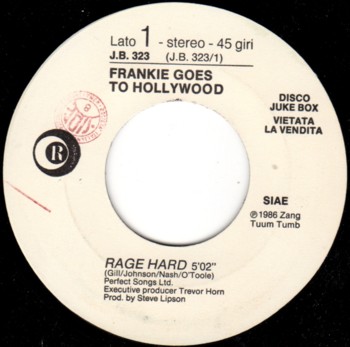 Lato 1 - stereo - 45 giri
J.B. 323 (J.B. 323/1)
FRANKIE GOES
TO HOLLYWOOD
DISCO
JUKE BOX
VIETATA
LA VENDITA
R
SIAE
℗1986 Zang
Tuum Tumb
RAGE HARD 5'02"
(Gill/Johnson/Nash/O'Toole)
Perfect Songs Ltd.
Executive producer Trevor Horn
Prod. by Steve Lipson